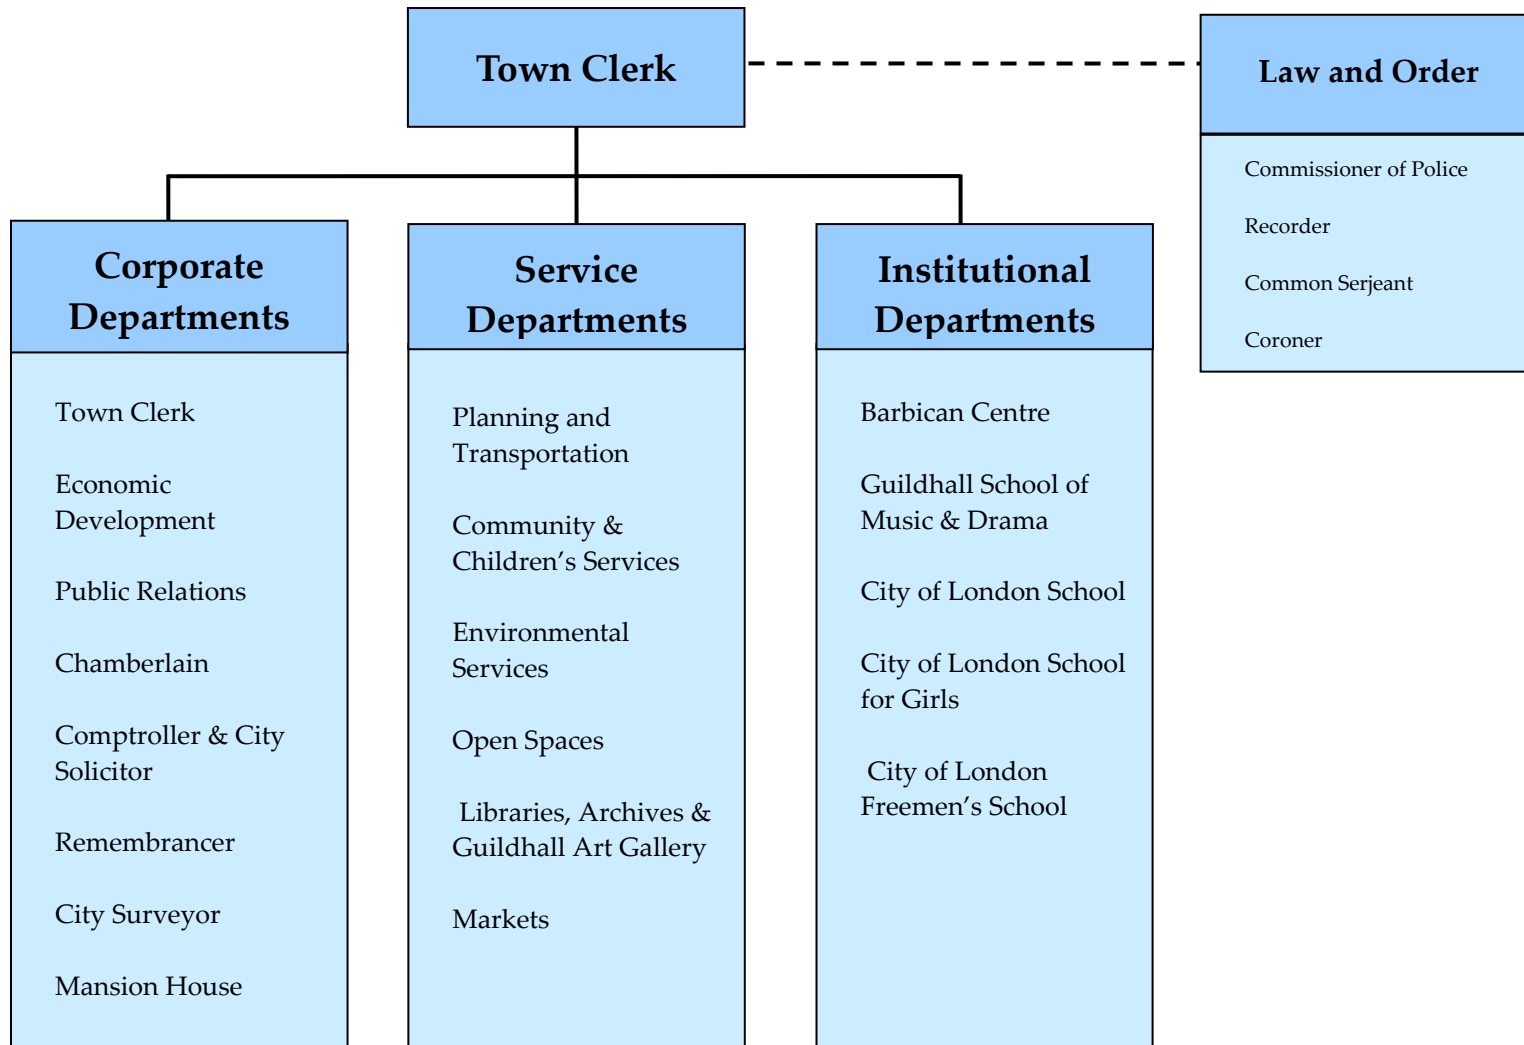 Town Clerk
Law and Order
Commissioner of Police
Recorder
Common Serjeant
Coroner
Corporate
Departments
Town Clerk
Economic
Development
Public Relations
Chamberlain
Comptroller & City
Solicitor
Remembrancer
City Surveyor
Mansion House
Service
Departments
Planning and
Transportation
Community &
Children’s Services
Environmental
Services
Open Spaces
Libraries, Archives &
Guildhall Art Gallery
Markets
Institutional
Departments
Barbican Centre
Guildhall School of
Music & Drama
City of London School
City of London School
for Girls
City of London
Freemen’s School